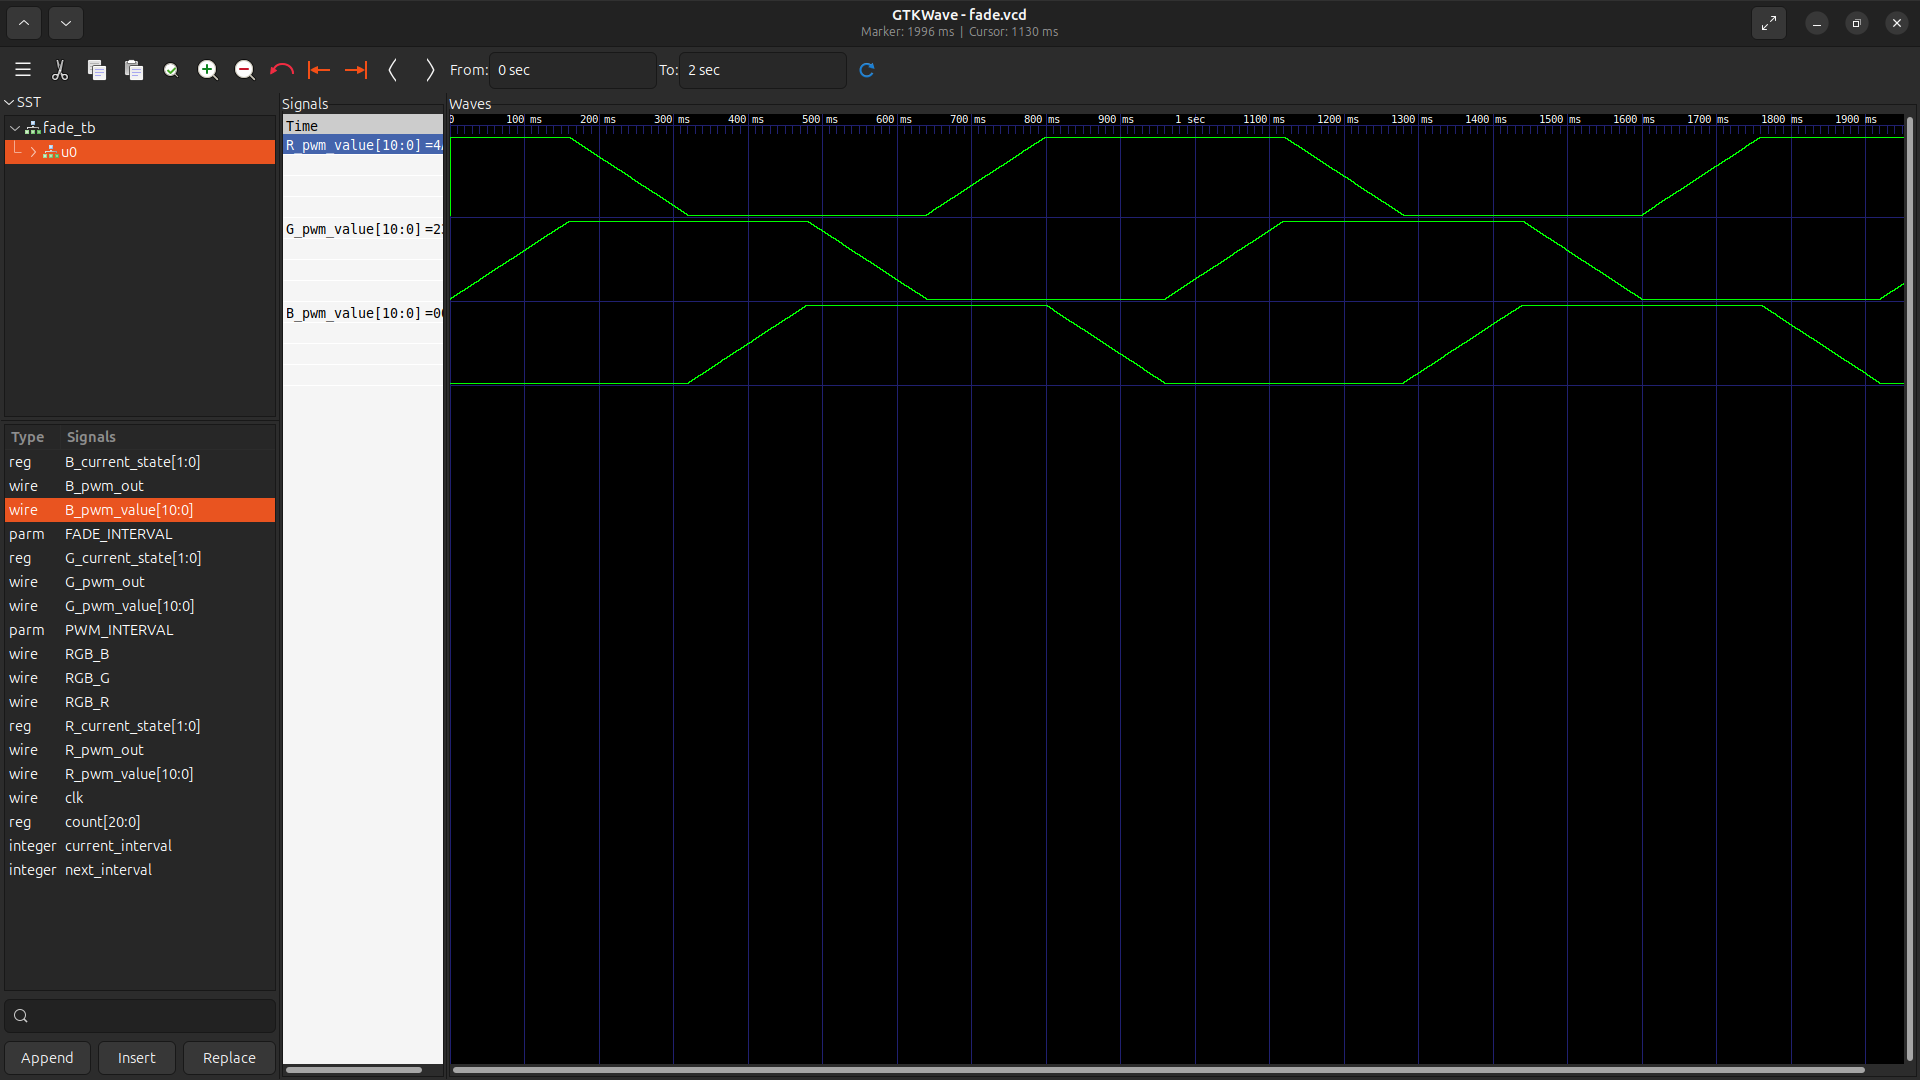 GTKWave - fade.vcd
Marker: 1996 ms | Cursor: 1130 ms
From: 0 sec To: 2 sec
SST
fade_tb
u0
Type Signals
reg B_current_state[1:0]
wire B_pwm_out
wire B_pwm_value[10:0]
parm FADE_INTERVAL
reg G_current_state[1:0]
wire G_pwm_out
wire G_pwm_value[10:0]
parm PWM_INTERVAL
wire RGB_B
wire RGB_G
wire RGB_R
reg R_current_state[1:0]
wire R_pwm_out
wire R_pwm_value[10:0]
wire clk
reg count[20:0]
integer current_interval
integer next_interval
Append Insert Replace
Signals
Time
R_pwm_value[10:0] =4
G_pwm_value[10:0] =2
B_pwm_value[10:0] =0
Waves
0 100 ms 200 ms 300 ms 400 ms 500 ms 600 ms 700 ms 800 ms 900 ms 1 sec 1100 ms 1200 ms 1300 ms 1400 ms 1500 ms 1600 ms 1700 ms 1800 ms 1900 ms